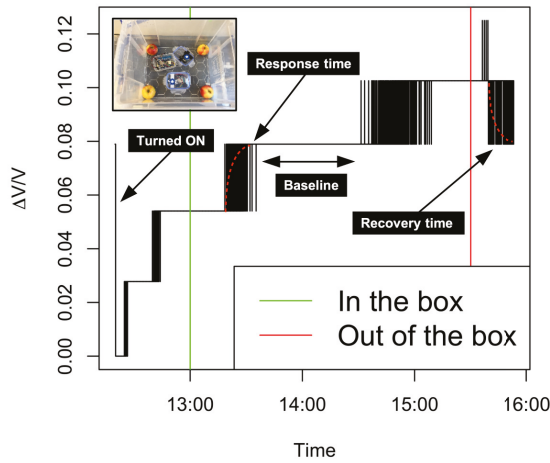 0.12
0.10
0.08
0.06
0.04
0.02
0.00
ΔV/V
Response time
Turned ON
Baseline
Recovery time
In the box
Out of the box
13:00
14:00
15:00
16:00
Time